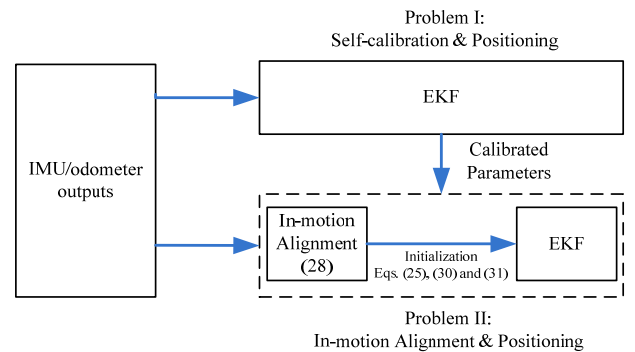 Problem I:
Self-calibration & Positioning
IMU/odometer
outputs
EKF
Calibrated
Parameters
In-motion
Alignment
(28)
Initialization
Eqs. (25), (30) and (31)
EKF
Problem II:
In-motion Alignment & Positioning